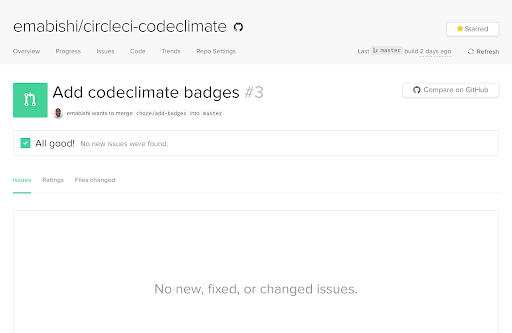 emabishi/circleci-codeclimate
Starred
Overview Progress Issues Code Trends Repo Settings
Last master build 2 days ago Refresh
Add codeclimate badges #3
Compare on GitHub
emabishi wants to merge chore/add-badges into master
All good! No new issues were found.
Issues Ratings Files changed
No new, fixed, or changed issues.